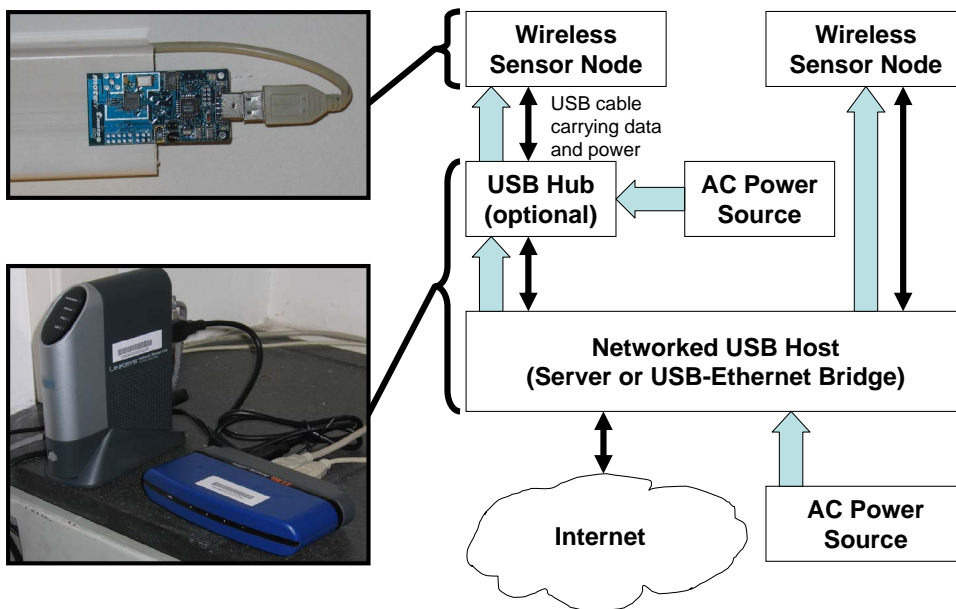 Wireless
Sensor Node
Wireless
Sensor Node
USB cable
carrying data
and power
USB Hub
(optional)
AC Power
Source
Networked USB Host
(Server or USB-Ethernet Bridge)
Internet
AC Power
Source
LINKSYS